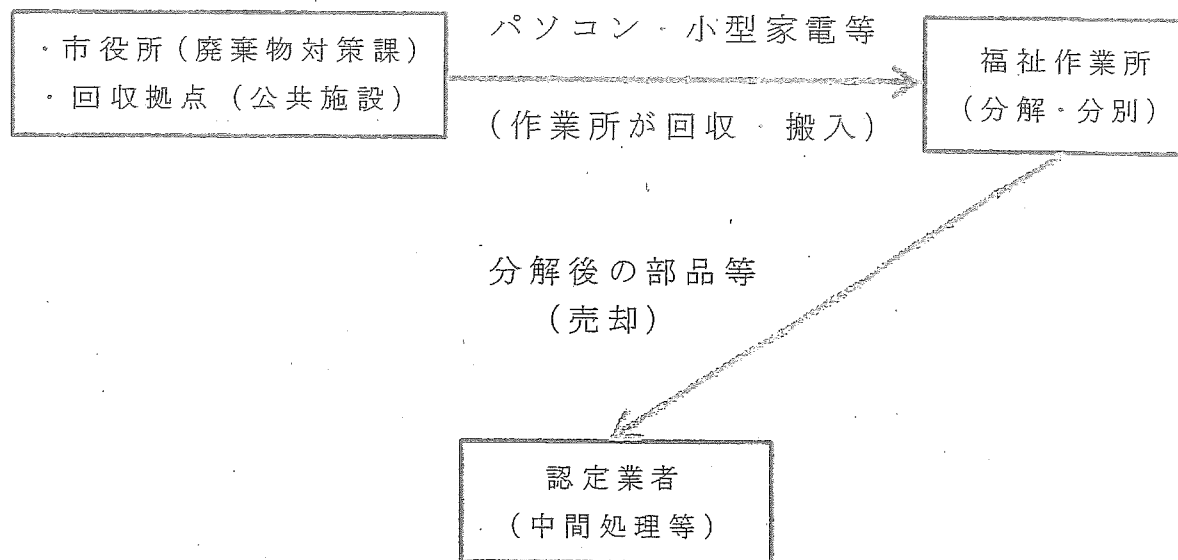 ・市役所（廃棄物対策課）
・回収拠点（公共施設）
パソコン・小型家電等
（作業所が回収・搬入）
福祉作業所
（分解・分別）
分解後の部品等
（売却）
認定業者
（中間処理等）